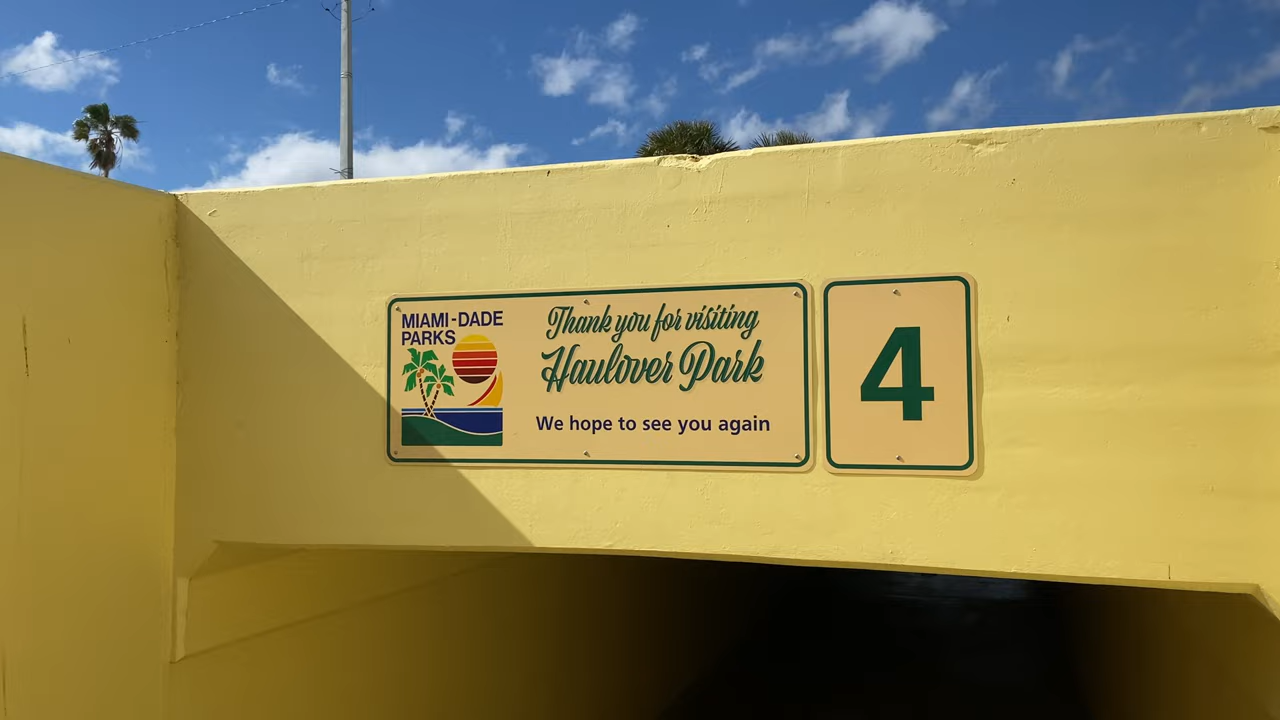 MIAMI-DADE
PARKS
Thank you for visiting
Haulover Park
We hope to see you again
4